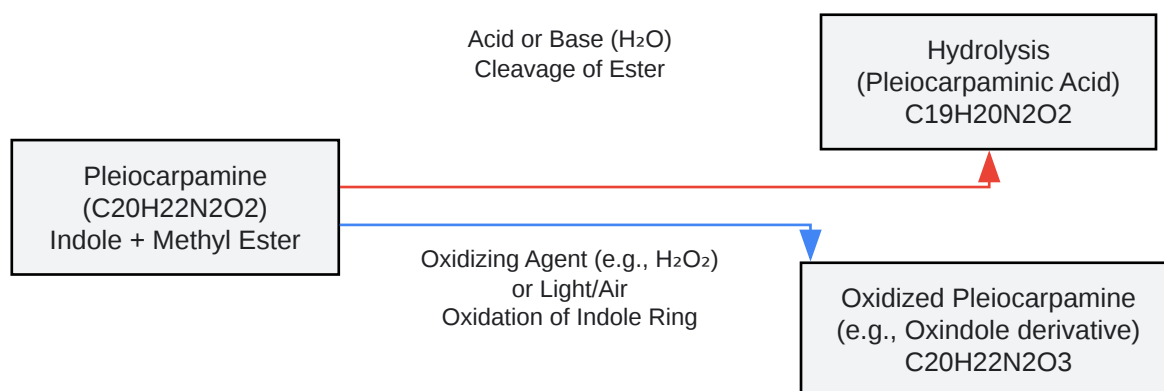 Acid or Base (H₂O)
Cleavage of Ester
Hydrolysis
(Pleiocarpaminic Acid)
C19H20N2O2
Pleiocarpamine
(C20H22N2O2)
Indole + Methyl Ester
Oxidizing Agent (e.g., H₂O₂)
or Light/Air
Oxidation of Indole Ring
Oxidized Pleiocarpamine
(e.g., Oxindole derivative)
C20H22N2O3